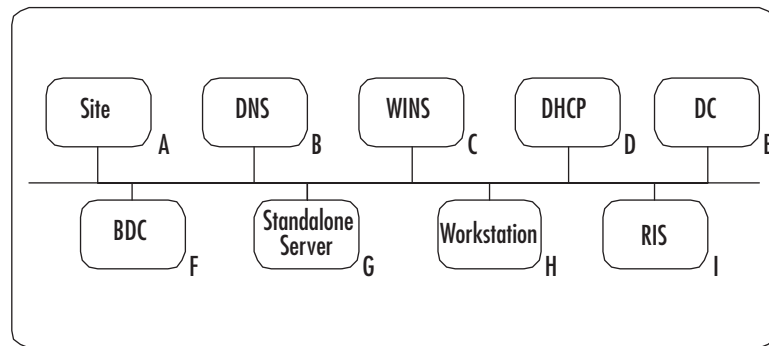 Site
A
DNS
B
WINS
C
DHCP
D
DC
E
BDC
F
Standalone
Server
G
Workstation
H
RIS
I